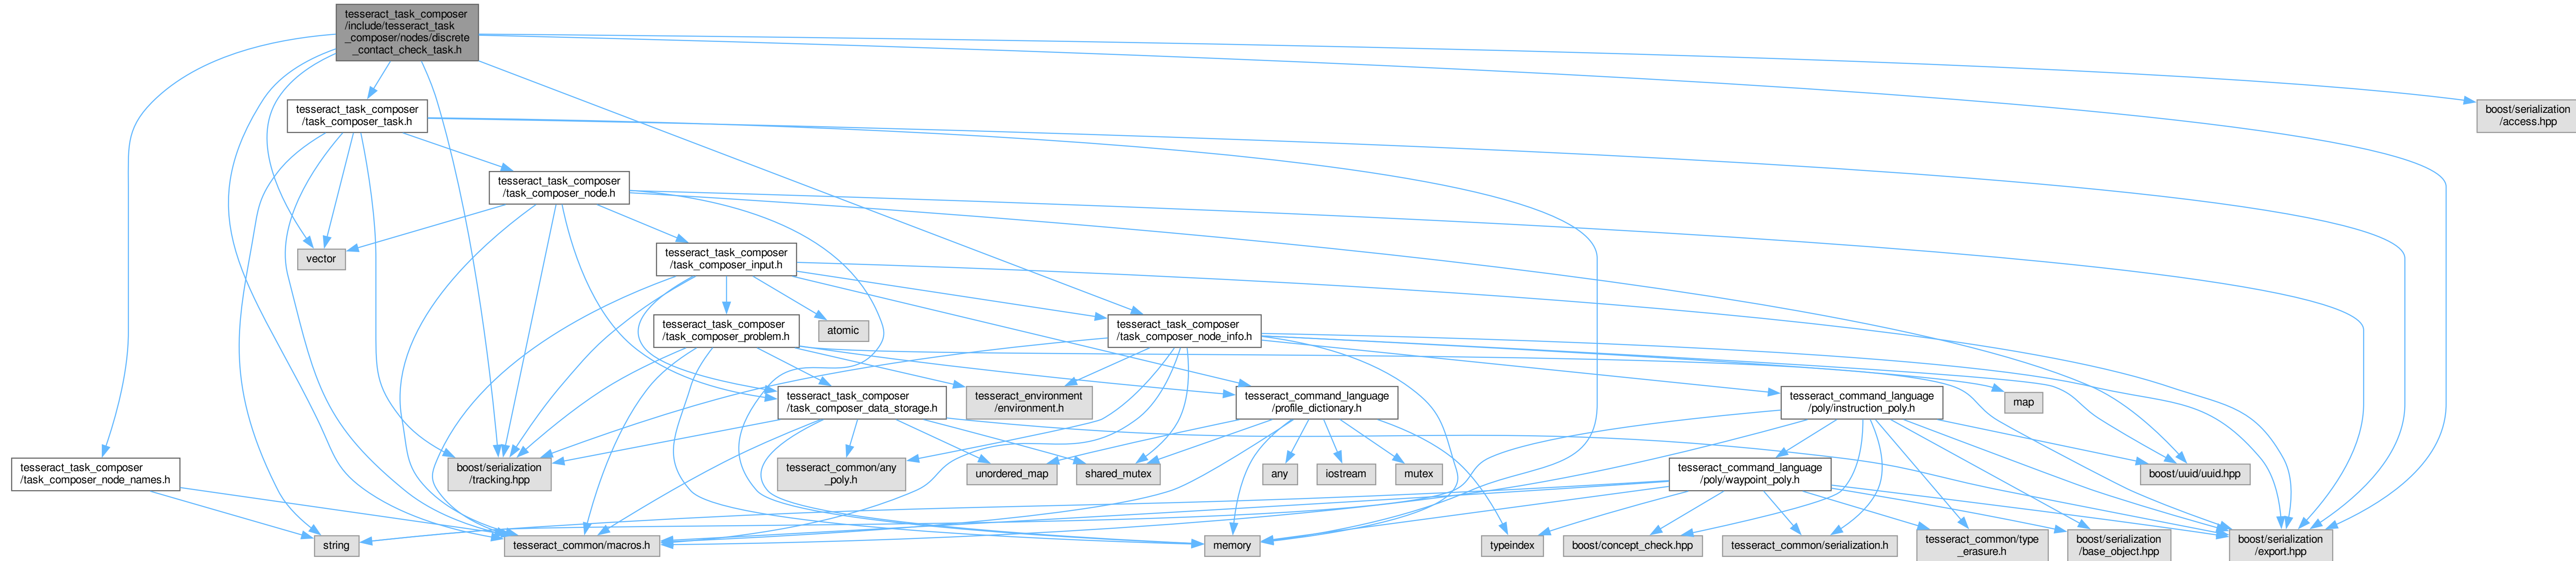 tesseract_task_composer
/include/tesseract_task
_composer/nodes/discrete
_contact_check_task.h
boost/serialization
/access.hpp
tesseract_task_composer
/task_composer_task.h
tesseract_task_composer
/task_composer_node.h
vector
tesseract_task_composer
/task_composer_input.h
tesseract_task_composer
/task_composer_problem.h
atomic
tesseract_task_composer
/task_composer_node_info.h
tesseract_task_composer
/task_composer_data_storage.h
tesseract_environment
/environment.h
tesseract_command_language
/profile_dictionary.h
tesseract_command_language
/poly/instruction_poly.h
map
tesseract_task_composer
/task_composer_node_names.h
boost/serialization
/tracking.hpp
tesseract_common/any
_poly.h
unordered_map
shared_mutex
any
iostream
mutex
tesseract_command_language
/poly/waypoint_poly.h
boost/uuid/uuid.hpp
string
tesseract_common/macros.h
memory
typeindex
boost/concept_check.hpp
tesseract_common/serialization.h
tesseract_common/type
_erasure.h
boost/serialization
/base_object.hpp
boost/serialization
/export.hpp